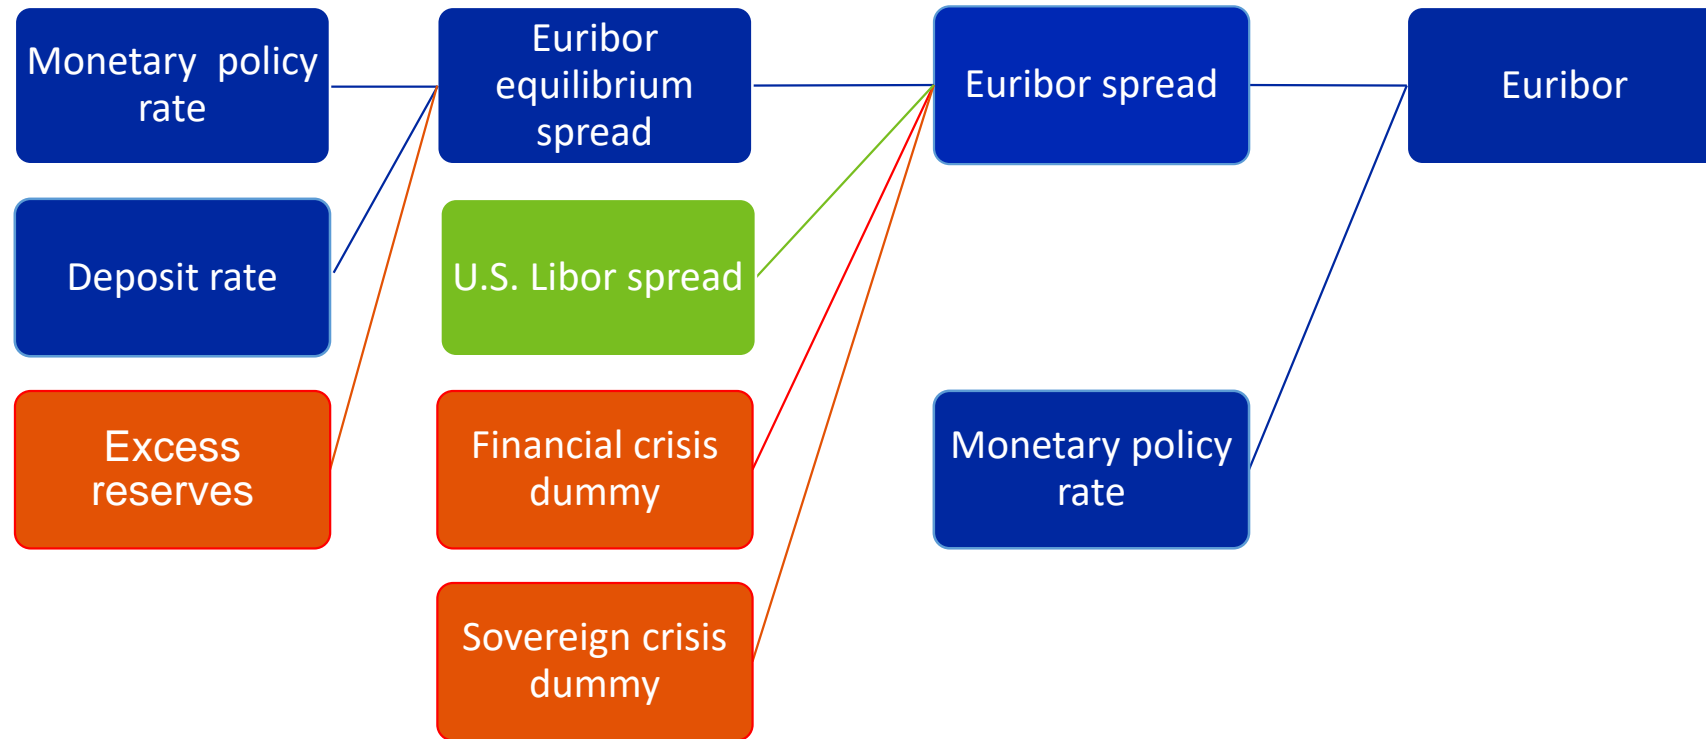 Monetary policy
rate
Euribor
equilibrium
spread
Euribor spread
Euribor
Deposit rate
U.S. Libor spread
Excess
reserves
Financial crisis
dummy
Monetary policy
rate
Sovereign crisis
dummy